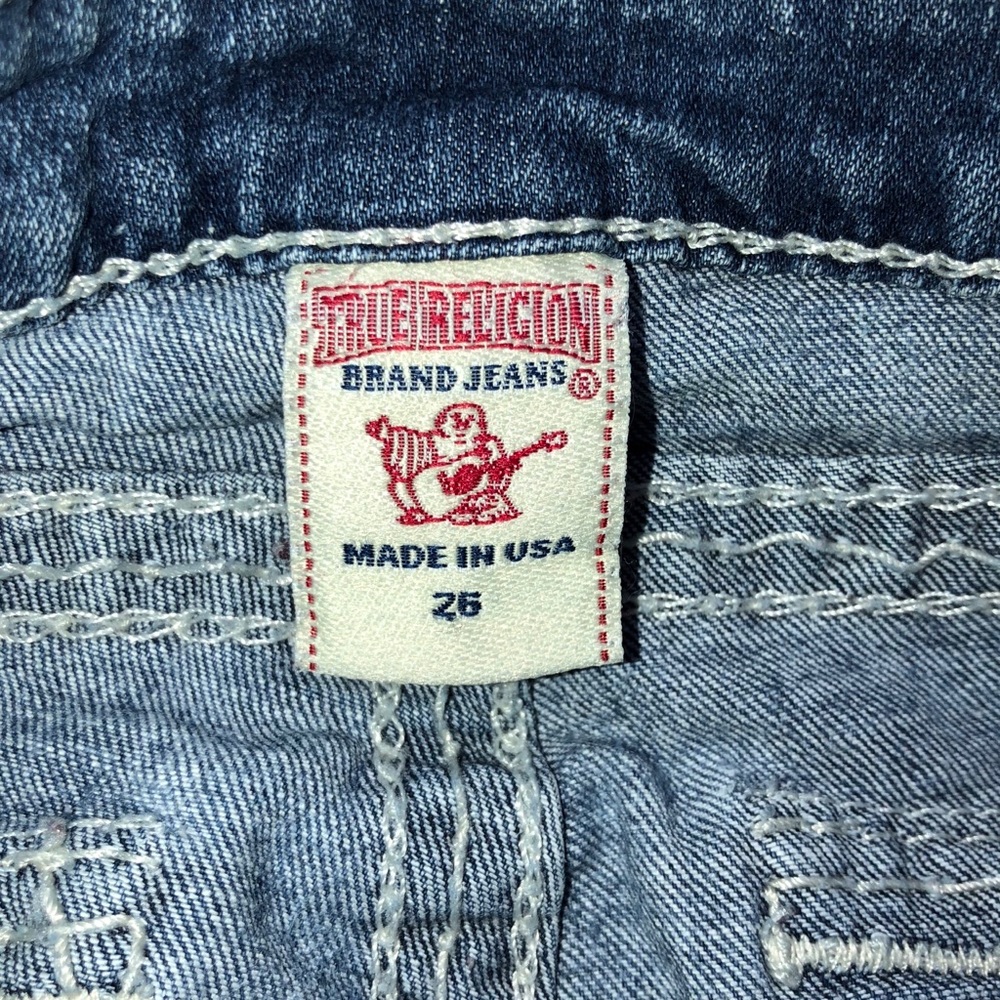 TRUE RELIGION
BRAND JEANS®
MADE IN USA
26